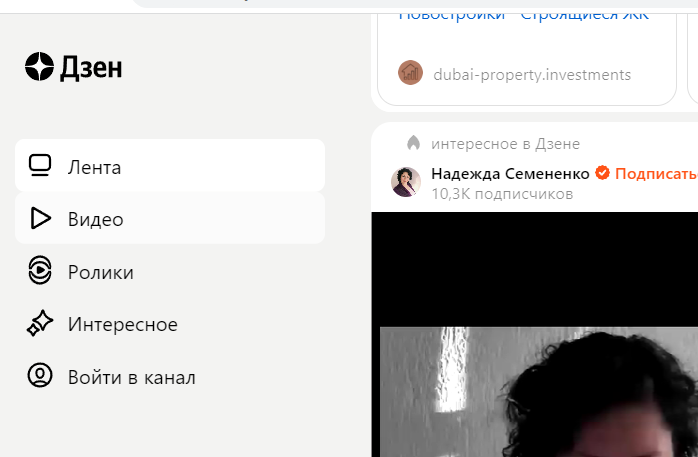 Новостройки Строящиеся ЖК
dubai-property.investments
Дзен
Лента
Видео
Ролики
Интересное
Войти в канал
интересное в Дзене
Надежда Семененко
10,3K подписчиков